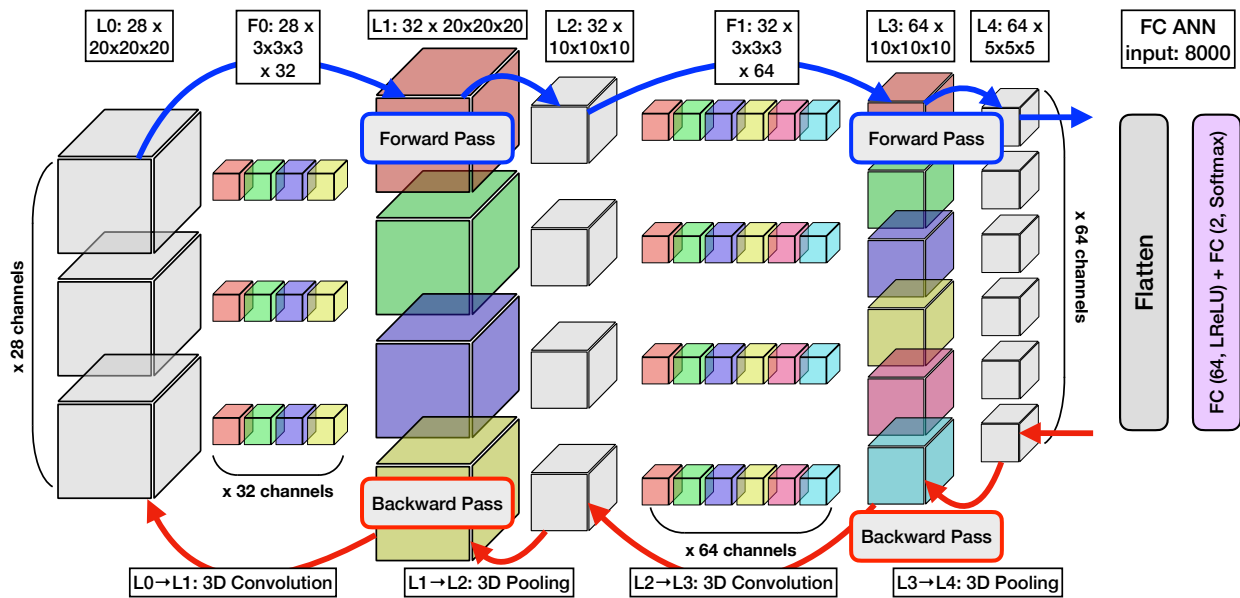 L0: 28 x
20x20x20
F0: 28 x
3x3x3
x 32
L1: 32 x 20x20x20
L2: 32 x
10x10x10
F1: 32 x
3x3x3
x 64
L3: 64 x
10x10x10
L4: 64 x
5x5x5
FC ANN
input: 8000
Forward Pass
Forward Pass
x 28 channels
x 64 channels
Flatten
FC (64, LReLU) + FC (2, Softmax)
x 32 channels
Backward Pass
x 64 channels
Backward Pass
L0→L1: 3D Convolution
L1→L2: 3D Pooling
L2→L3: 3D Convolution
L3→L4: 3D Pooling